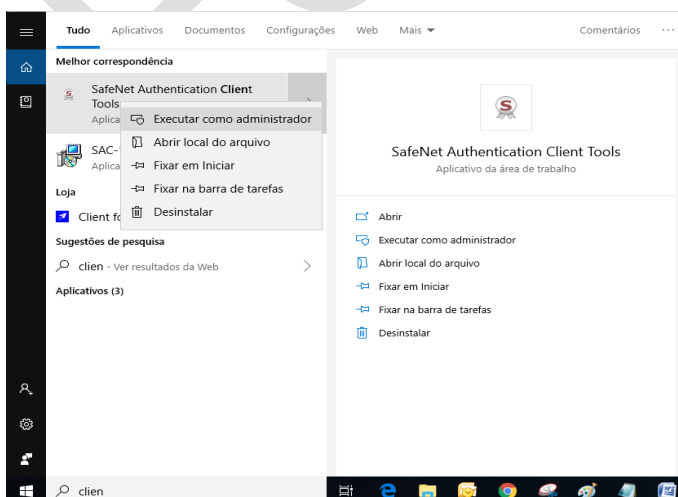 Tudo Aplicativos Documentos Configurações Web Mais Comentários ...
Melhor correspondência
SafeNet Authentication Client
Tools
Aplica
SAC-
Aplica
Executar como administrador
Abrir local do arquivo
Fixar em Iniciar
Fixar na barra de tarefas
Desinstalar
Loja
Client fo
Sugestões de pesquisa
clien - Ver resultados da Web
Aplicativos (3)
S
SafeNet Authentication Client Tools
Aplicativo da área de trabalho
Abrir
Executar como administrador
Abrir local do arquivo
Fixar em Iniciar
Fixar na barra de tarefas
Desinstalar
clien